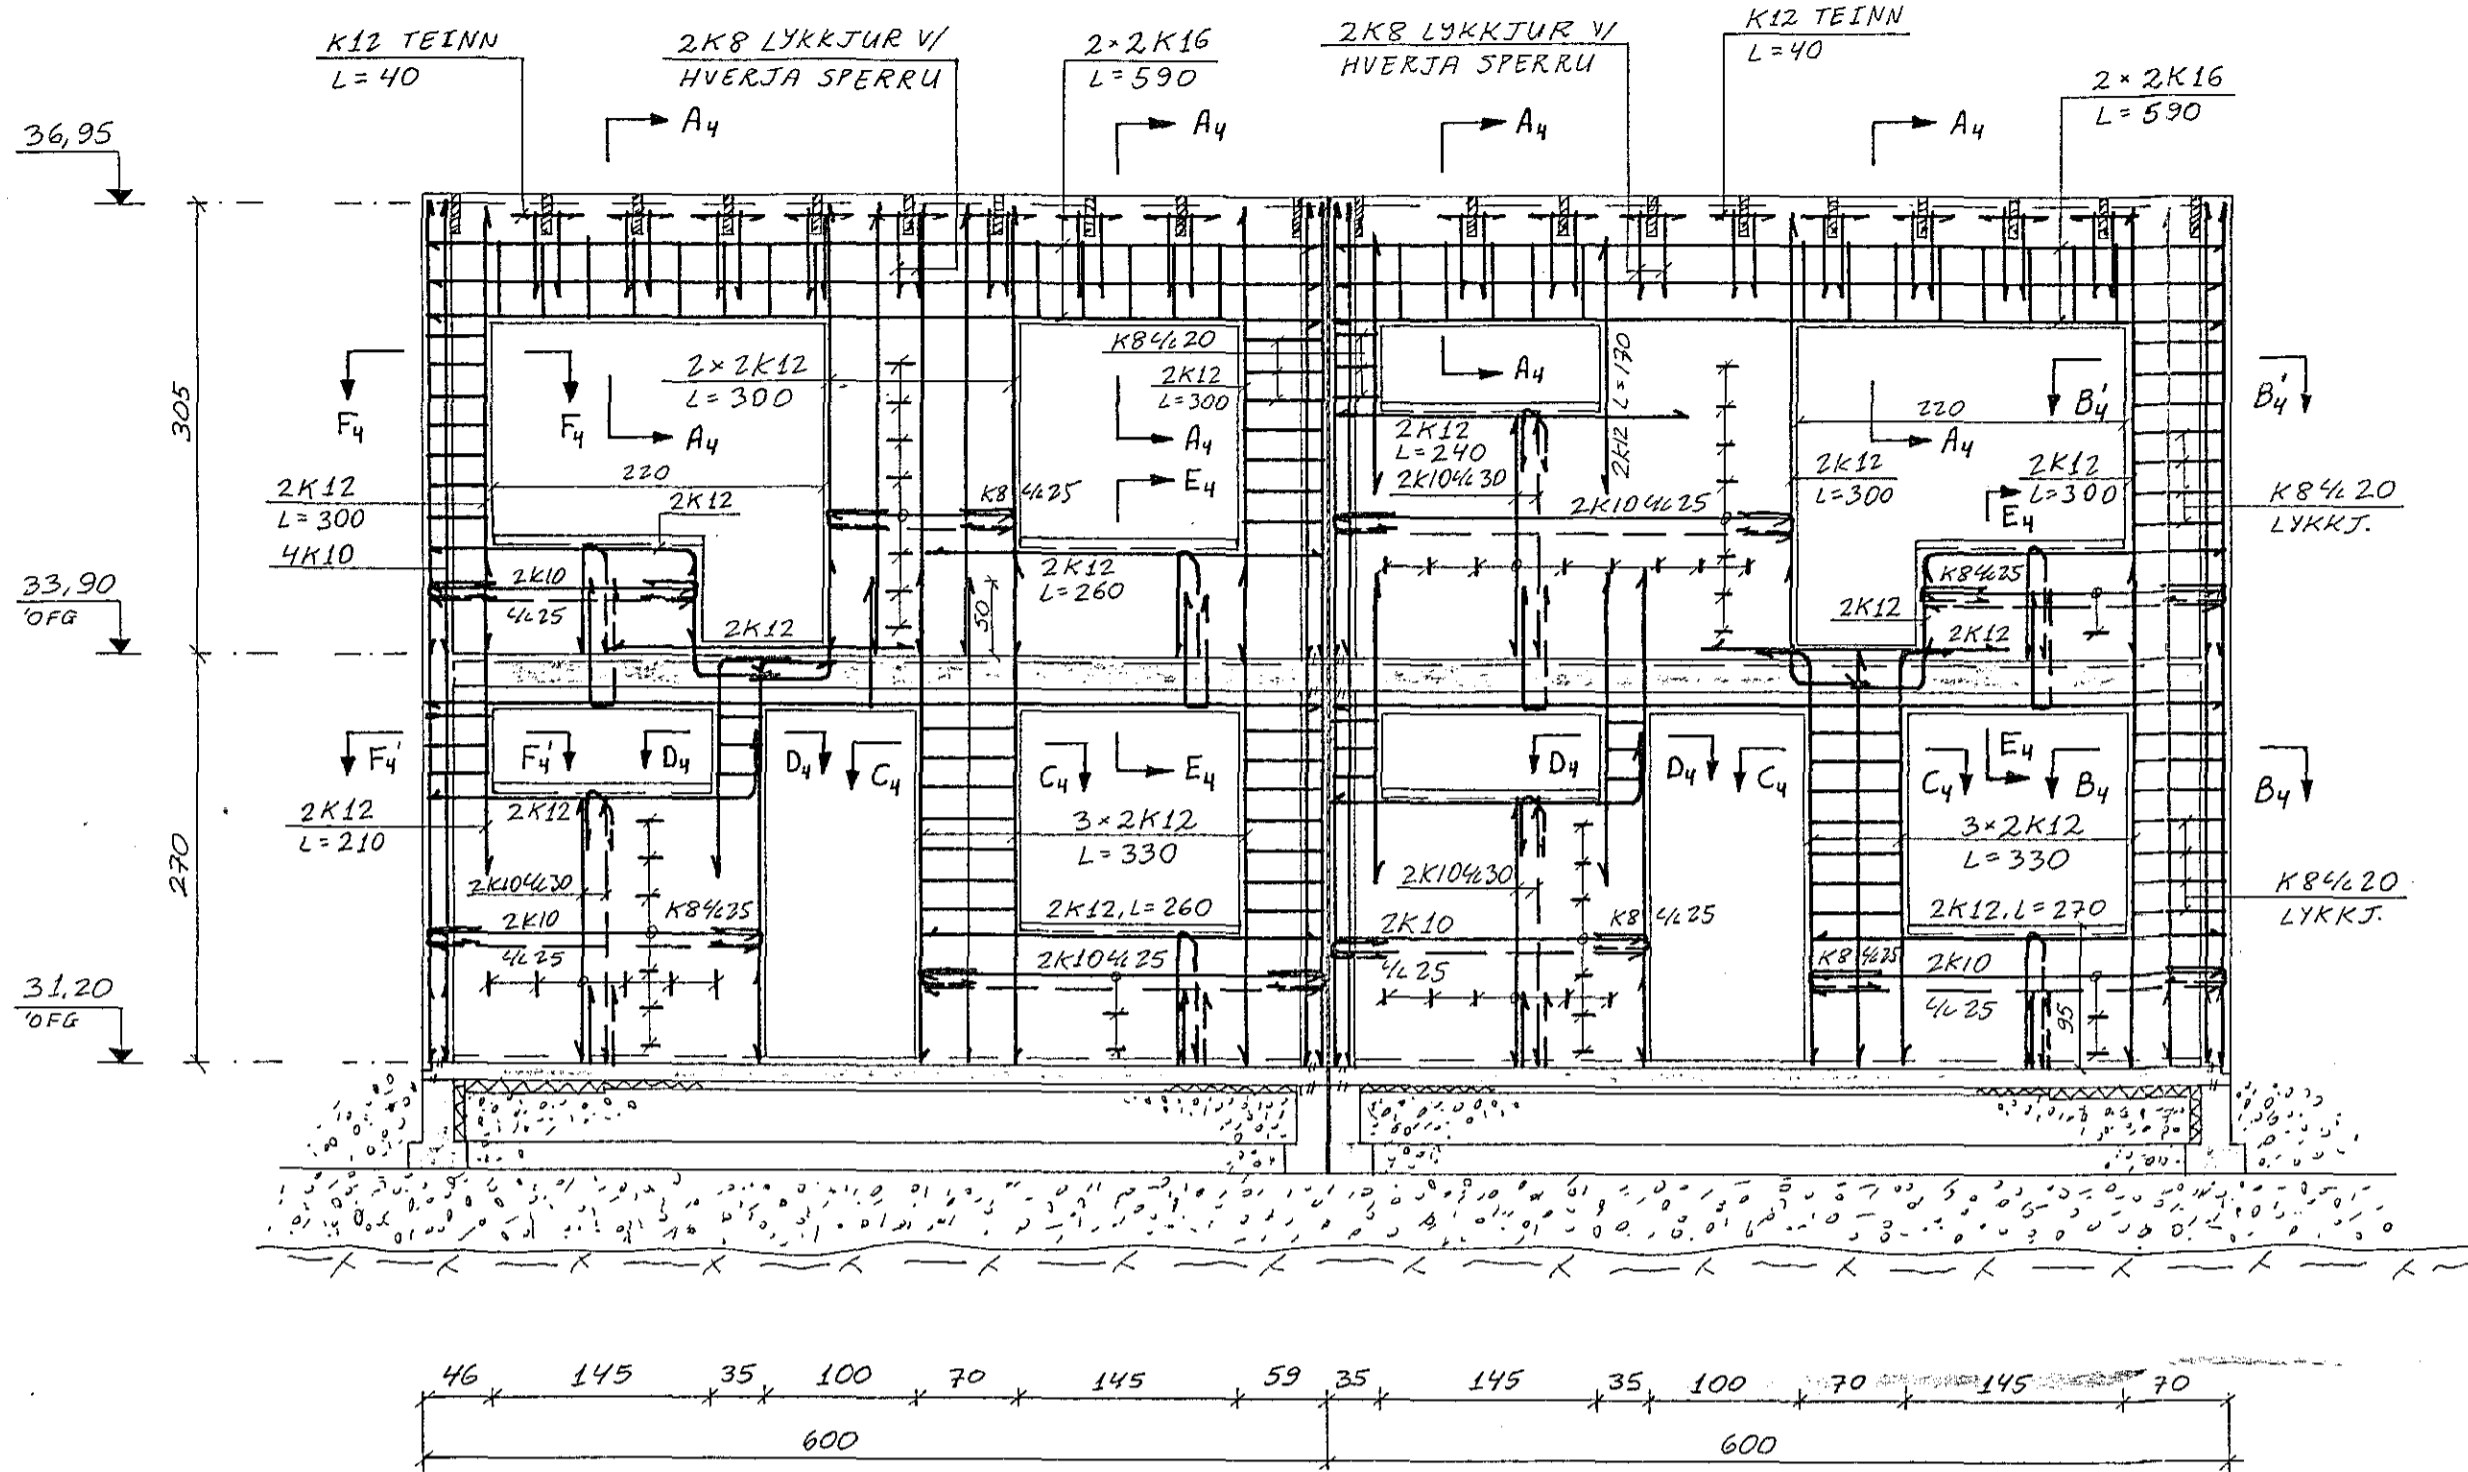 K12 TEINN
L=40
2K8 LYKKJUR V/
HVERJA SPERRU
2×2K16
L=590
2K8 LYKKJUR V/
HVERJA SPERRU
K12 TEINN
L=40
2×2K16
L=590
A4
A4
A4
A4
36,95
305
F4
F4
A4
2×2K12
L=300
K8 c/c 20
2K12
L=300
A4
E4
A4
2K12 L=170
B4'
B4'
220
A4
220
2K12
L=300
2K12
K8 c/c 25
2K12
L=240
2K10 c/c 30
2K10 c/c 25
2K12
L=300
2K12
L=300
E4
K8 c/c 20
LYKKJ.
4K10
33,90
OFG
2K10
c/c 25
2K12
2K12
L=260
50
K8 c/c 25
2K12
2K12
F4'
F4'
D4
D4
C4
C4
E4
D4
D4
C4
C4
E4
B4
B4
2K12
L=210
270
2K12
3×2K12
L=330
3×2K12
L=330
2K10 c/c 30
2K10 c/c 30
2K10
c/c 25
K8 c/c 25
2K12, L=260
2K10 c/c 25
2K10
c/c 25
K8 c/c 25
2K12, L=270
K8 c/c 25
2K10
c/c 25
95
K8 c/c 20
LYKKJ.
31,20
OFG
46 145 35 100 70 145 59 35 145 35 100 70 145 70
600 600